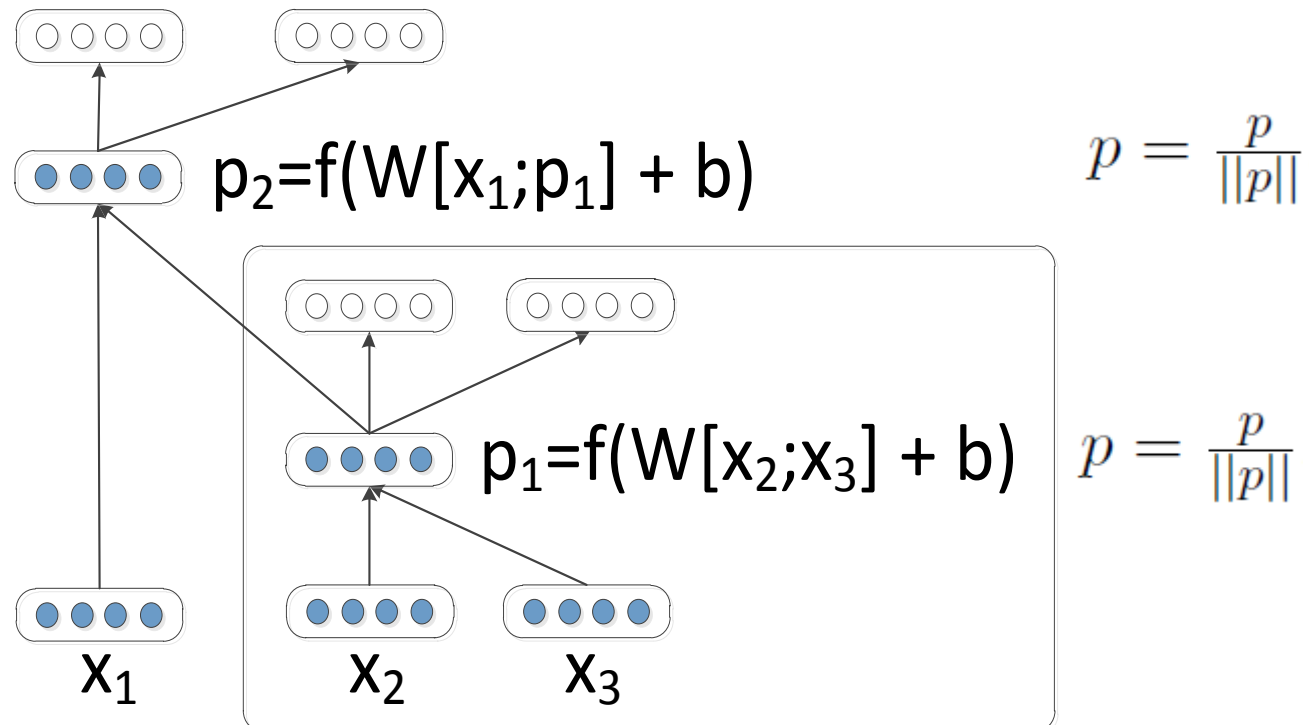 p₂=f(W[x₁;p₁] + b)
p = p / ||p||
p₁=f(W[x₂;x₃] + b)
p = p / ||p||
x₁ x₂ x₃